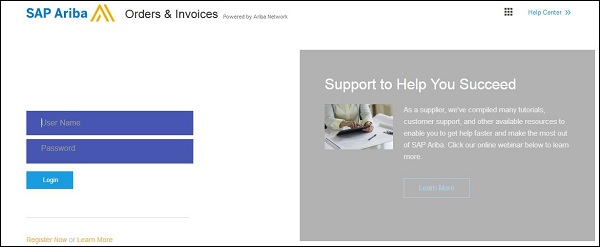 SAP Ariba Orders & Invoices Powered by Ariba Network
Help Center »
User Name
Password
Login
Register Now or Learn More
Support to Help You Succeed
As a supplier, we've compiled many tutorials,
customer support, and other available resources to
enable you to get help faster and make the most out
of SAP Ariba. Click our online webinar below to learn
more.
Learn More